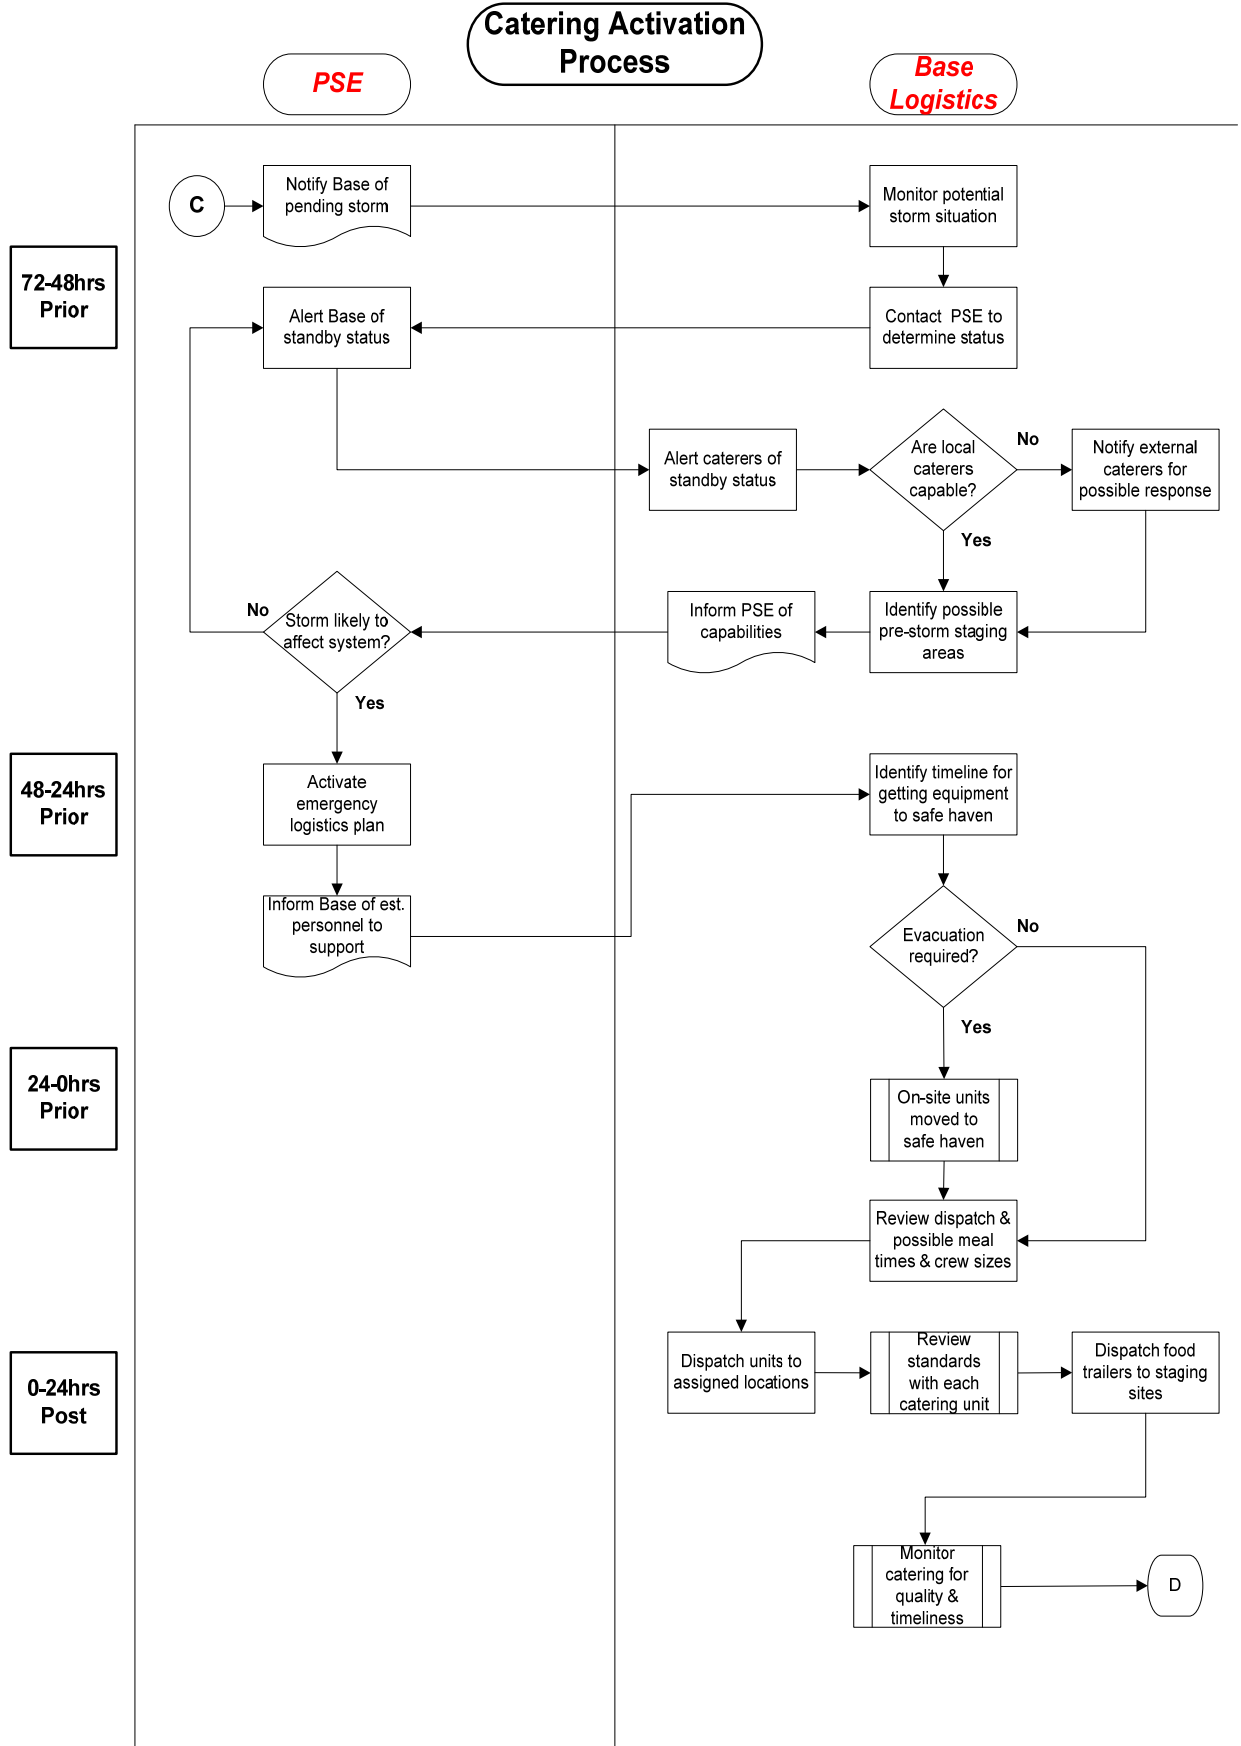 Catering Activation
Process
PSE
Base
Logistics
C
Notify Base of
pending storm
Monitor potential
storm situation
72-48hrs
Prior
Alert Base of
standby status
Contact PSE to
determine status
Alert caterers of
standby status
Are local
caterers
capable?
No
Notify external
caterers for
possible response
Yes
No
Storm likely to
affect system?
Inform PSE of
capabilities
Identify possible
pre-storm staging
areas
Yes
48-24hrs
Prior
Activate
emergency
logistics plan
Identify timeline for
getting equipment
to safe haven
Inform Base of est.
personnel to
support
Evacuation
required?
No
Yes
24-0hrs
Prior
On-site units
moved to
safe haven
Review dispatch &
possible meal
times & crew sizes
0-24hrs
Post
Dispatch units to
assigned locations
Review
standards
with each
catering unit
Dispatch food
trailers to staging
sites
Monitor
catering for
quality &
timeliness
D